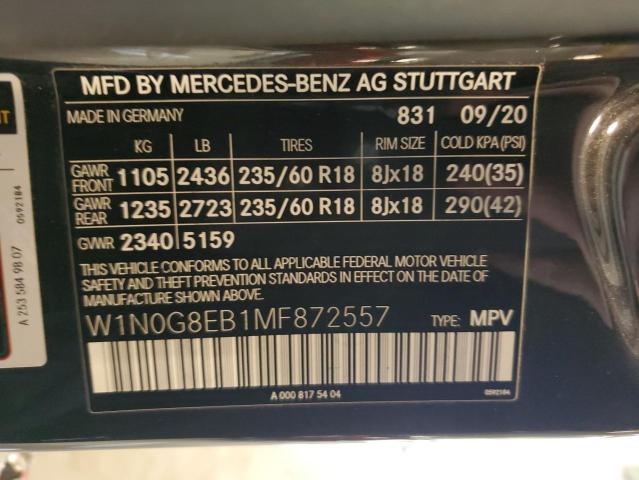 MFD BY MERCEDES-BENZ AG STUTTGART
MADE IN GERMANY 831 09/20
KG LB TIRES RIM SIZE COLD KPA(PSI)
GAWR FRONT 1105 2436 235/60 R18 8Jx18 240(35)
GAWR REAR 1235 2723 235/60 R18 8Jx18 290(42)
GVWR 2340 5159
THIS VEHICLE CONFORMS TO ALL APPLICABLE FEDERAL MOTOR VEHICLE
SAFETY AND THEFT PREVENTION STANDARDS IN EFFECT ON THE DATE OF
MANUFACTURE SHOWN ABOVE.
W1N0G8EB1MF872557 TYPE: MPV
A 000 817 54 04 0592184
A 253 584 98 07 0592184